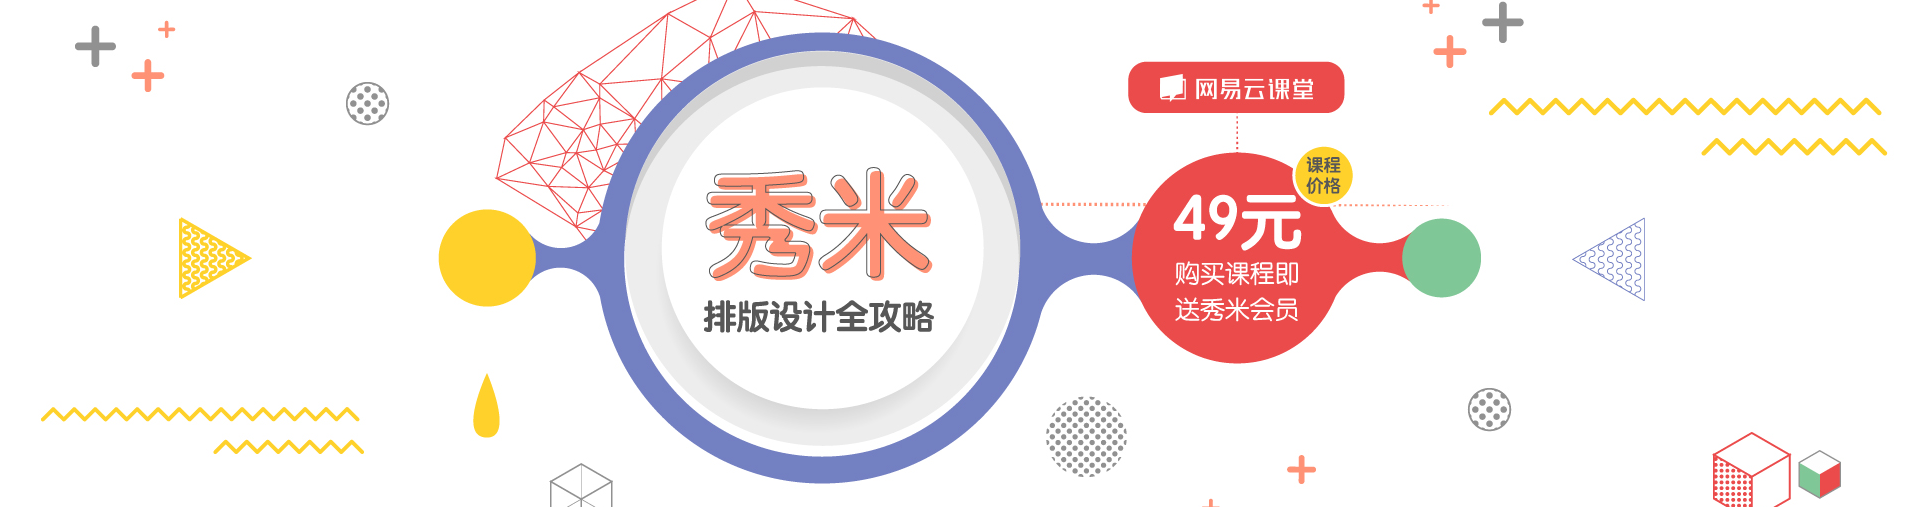 秀米
排版设计全攻略
网易云课堂
课程
价格
49元
购买课程即
送秀米会员